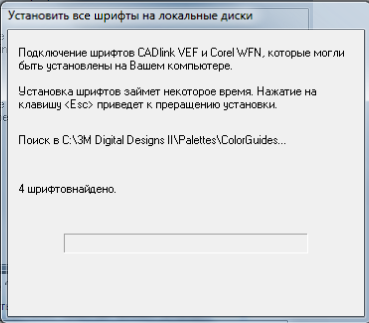 Установить все шрифты на локальные диски
Подключение шрифтов CADlink VEF и Corel WFN, которые могли
быть установлены на Вашем компьютере.
Установка шрифтов займет некоторое время. Нажатие на
клавишу <Esc> приведет к преращению установки.
Поиск в C:\3M Digital Designs II\Palettes\ColorGuides...
4 шрифтовнайдено.